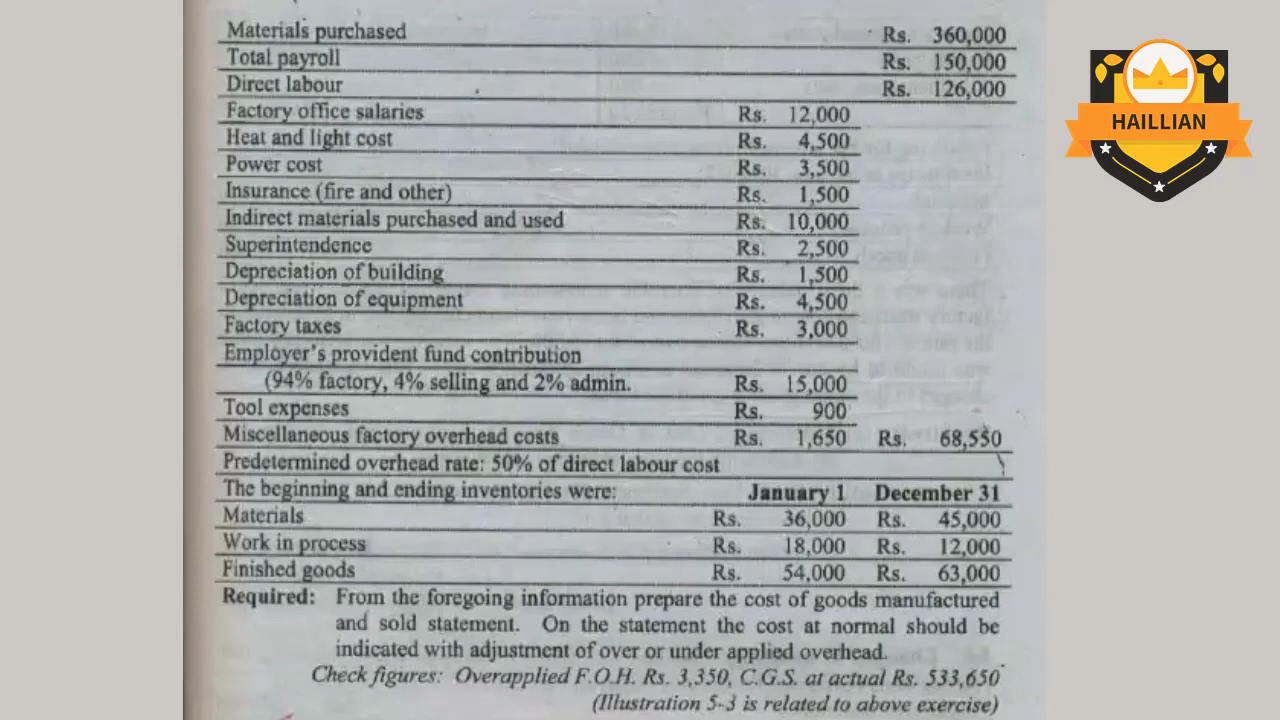 Materials purchased Rs. 360,000
Total payroll Rs. 150,000
Direct labour Rs. 126,000
Factory office salaries Rs. 12,000
Heat and light cost Rs. 4,500
Power cost Rs. 3,500
Insurance (fire and other) Rs. 1,500
Indirect materials purchased and used Rs. 10,000
Superintendence Rs. 2,500
Depreciation of building Rs. 1,500
Depreciation of equipment Rs. 4,500
Factory taxes Rs. 3,000
Employer's provident fund contribution
(94% factory, 4% selling and 2% admin. Rs. 15,000
Tool expenses Rs. 900
Miscellaneous factory overhead costs Rs. 1,650 Rs. 68,550
Predetermined overhead rate: 50% of direct labour cost
The beginning and ending inventories were: January 1 December 31
Materials Rs. 36,000 Rs. 45,000
Work in process Rs. 18,000 Rs. 12,000
Finished goods Rs. 54,000 Rs. 63,000
Required: From the foregoing information prepare the cost of goods manufactured
and sold statement. On the statement the cost at normal should be
indicated with adjustment of over or under applied overhead.
Check figures: Overapplied F.O.H. Rs. 3,350, C.G.S. at actual Rs. 533,650
(Illustration 5-3 is related to above exercise)
HAILLIAN